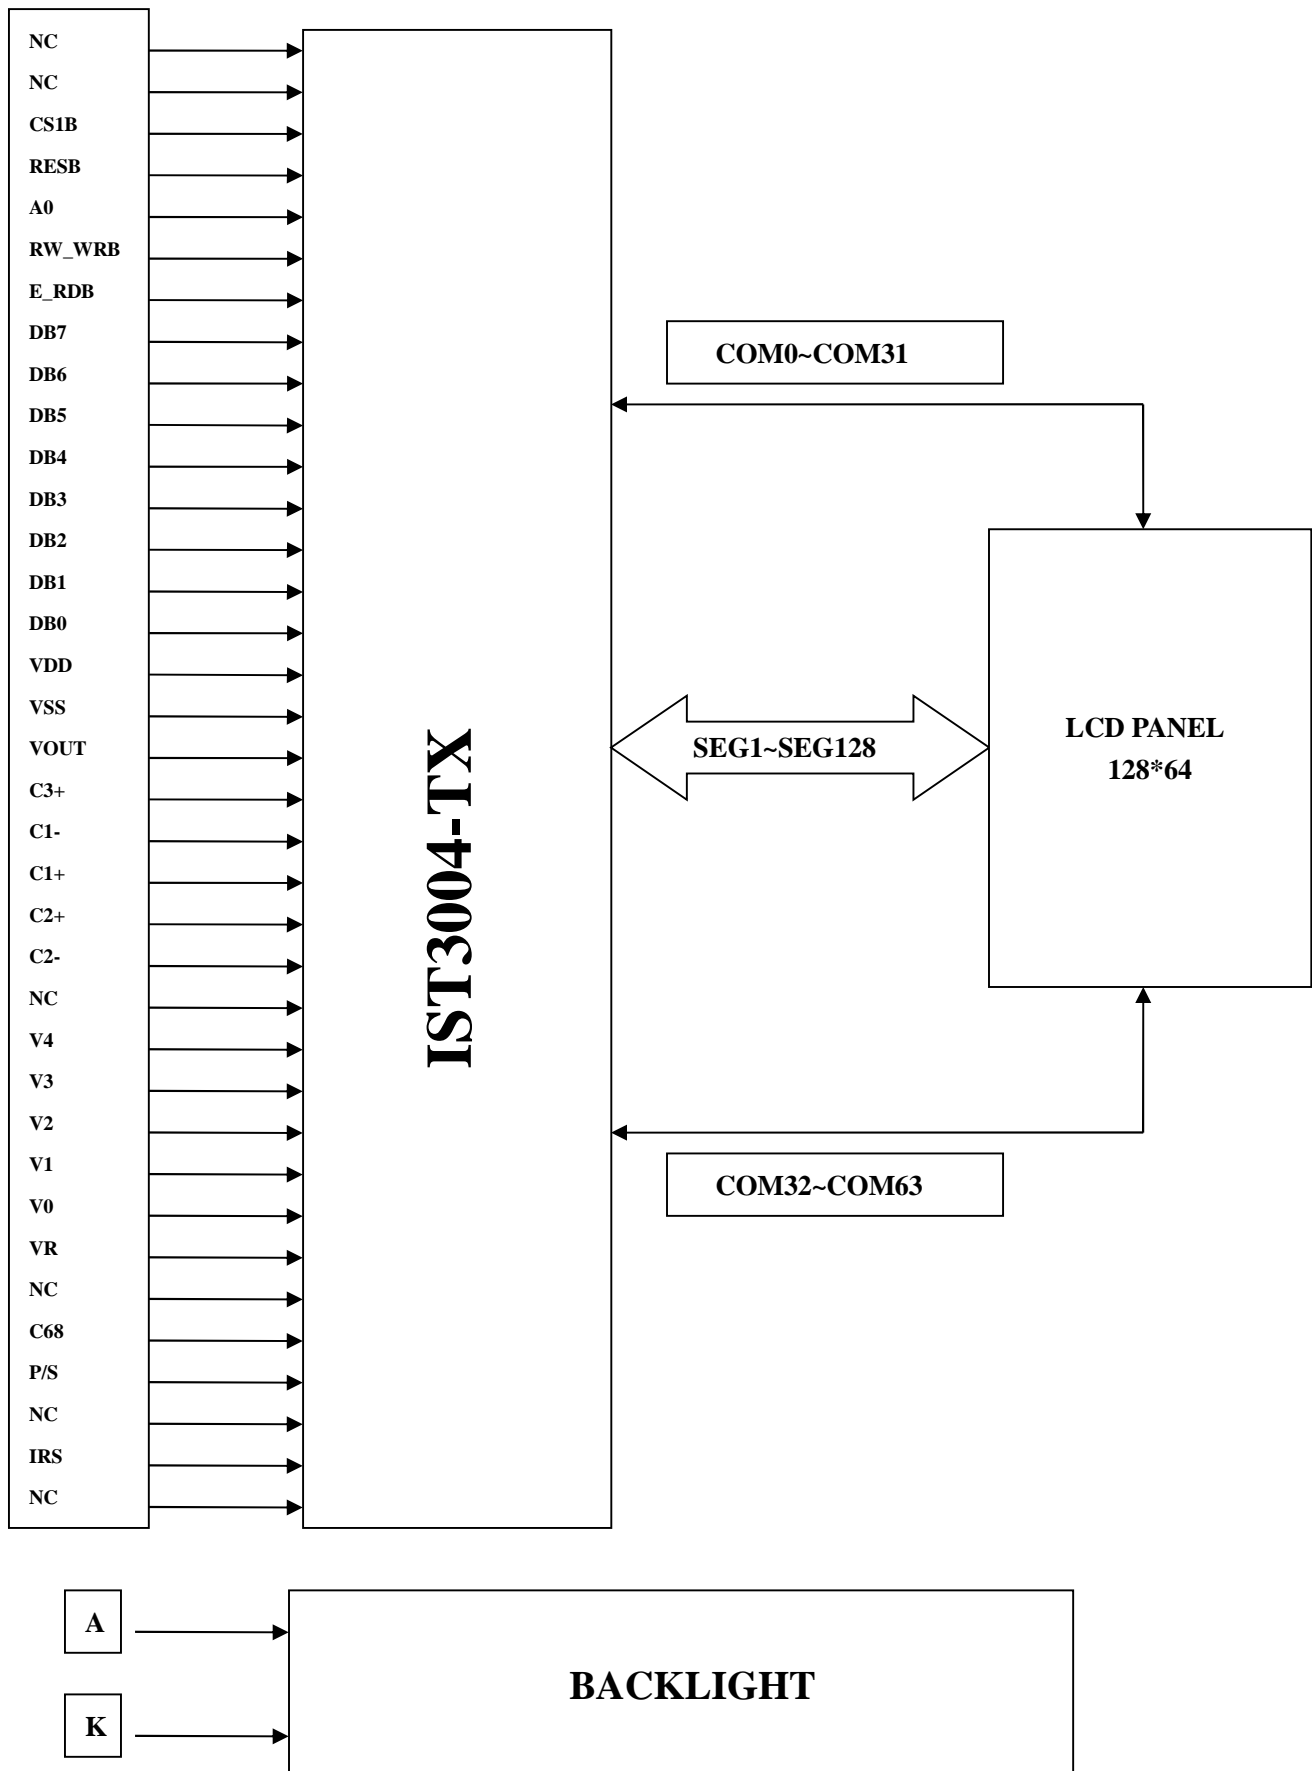 NC
NC
CS1B
RESB
A0
RW_WRB
E_RDB
DB7
DB6
DB5
DB4
DB3
DB2
DB1
DB0
VDD
VSS
VOUT
C3+
C1-
C1+
C2+
C2-
NC
V4
V3
V2
V1
V0
VR
NC
C68
P/S
NC
IRS
NC
IST3004-TX
COM0~COM31
SEG1~SEG128
LCD PANEL
128*64
COM32~COM63
A
K
BACKLIGHT